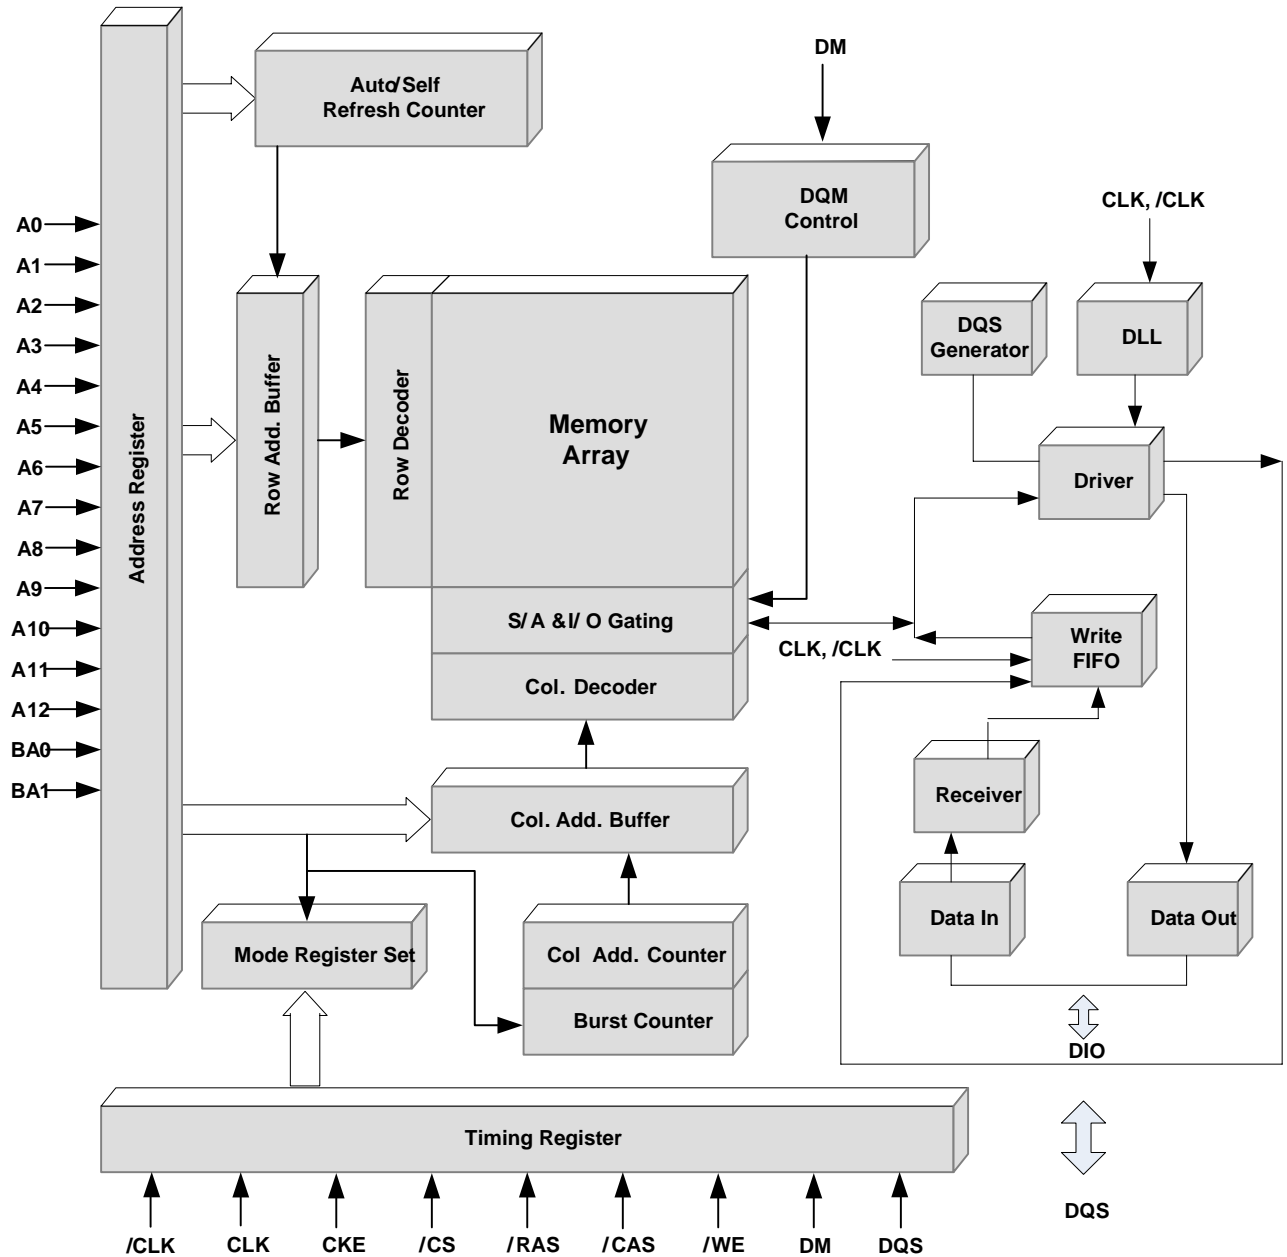 Auto/Self
Refresh Counter
DM
DQM
Control
CLK, /CLK
A0
A1
A2
A3
A4
A5
A6
A7
A8
A9
A10
A11
A12
BA0
BA1
Address Register
Row Add. Buffer
Row Decoder
Memory
Array
DQS
Generator
DLL
Driver
S/A &I/O Gating
CLK, /CLK
Write
FIFO
Col. Decoder
Receiver
Col. Add. Buffer
Data In
Data Out
Mode Register Set
Col Add. Counter
Burst Counter
DIO
Timing Register
DQS
/CLK
CLK
CKE
/CS
/RAS
/CAS
/WE
DM
DQS